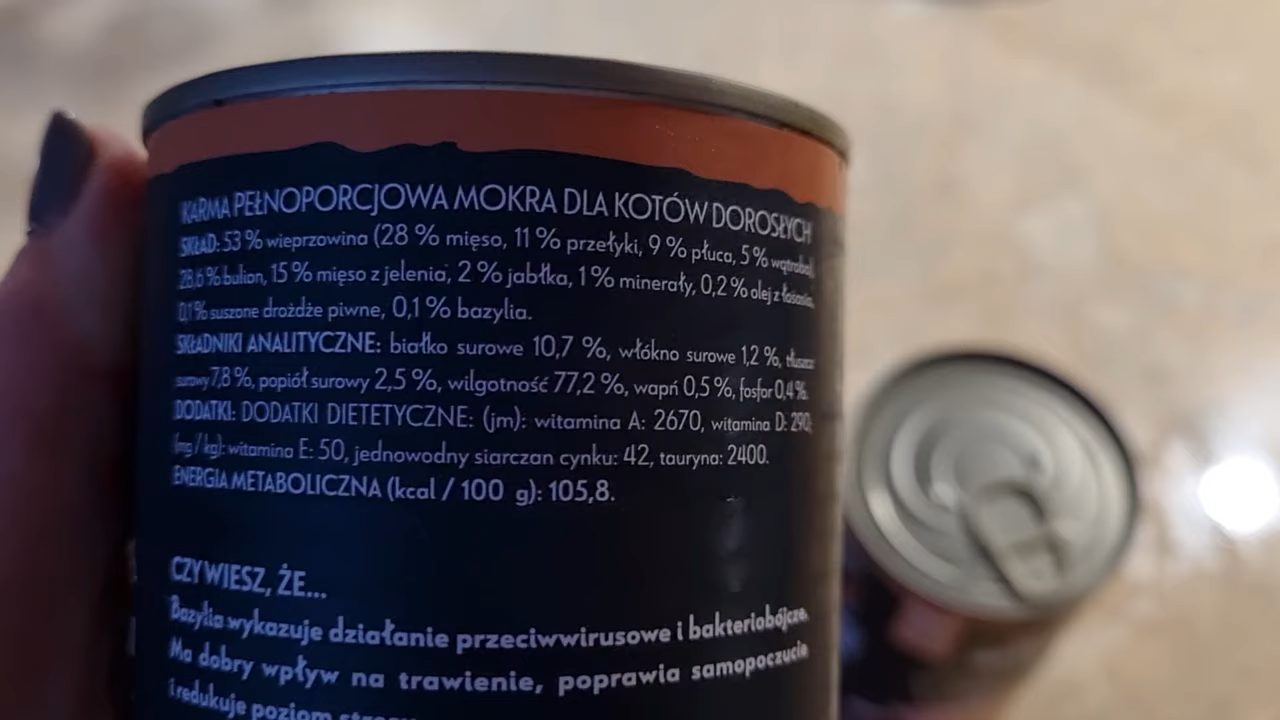 KARMA PEŁNOPORCJOWA MOKRA DLA KOTÓW DOROSŁYCH
SKŁAD: 53 % wieprzowina (28 % mięso, 11 % przełyki, 9 % płuca, 5 % wątroba),
28,6 % bulion, 15 % mięso z jelenia, 2 % jabłka, 1 % minerały, 0,2 % olej z łososia,
0,1 % suszone drożdże piwne, 0,1 % bazylia.
SKŁADNIKI ANALITYCZNE: białko surowe 10,7 %, włókno surowe 1,2 %, tłuszcz
surowy 7,8 %, popiół surowy 2,5 %, wilgotność 77,2 %, wapń 0,5 %, fosfor 0,4 %.
DODATKI: DODATKI DIETETYCZNE: (jm): witamina A: 2670, witamina D: 290;
(mg / kg): witamina E: 50, jednowodny siarczan cynku: 42, tauryna: 2400.
ENERGIA METABOLICZNA (kcal / 100 g): 105,8.
CZY WIESZ, ŻE...
Bazylia wykazuje działanie przeciwwirusowe i bakteriobójcze.
Ma dobry wpływ na trawienie, poprawia samopoczucie
i redukuje poziom